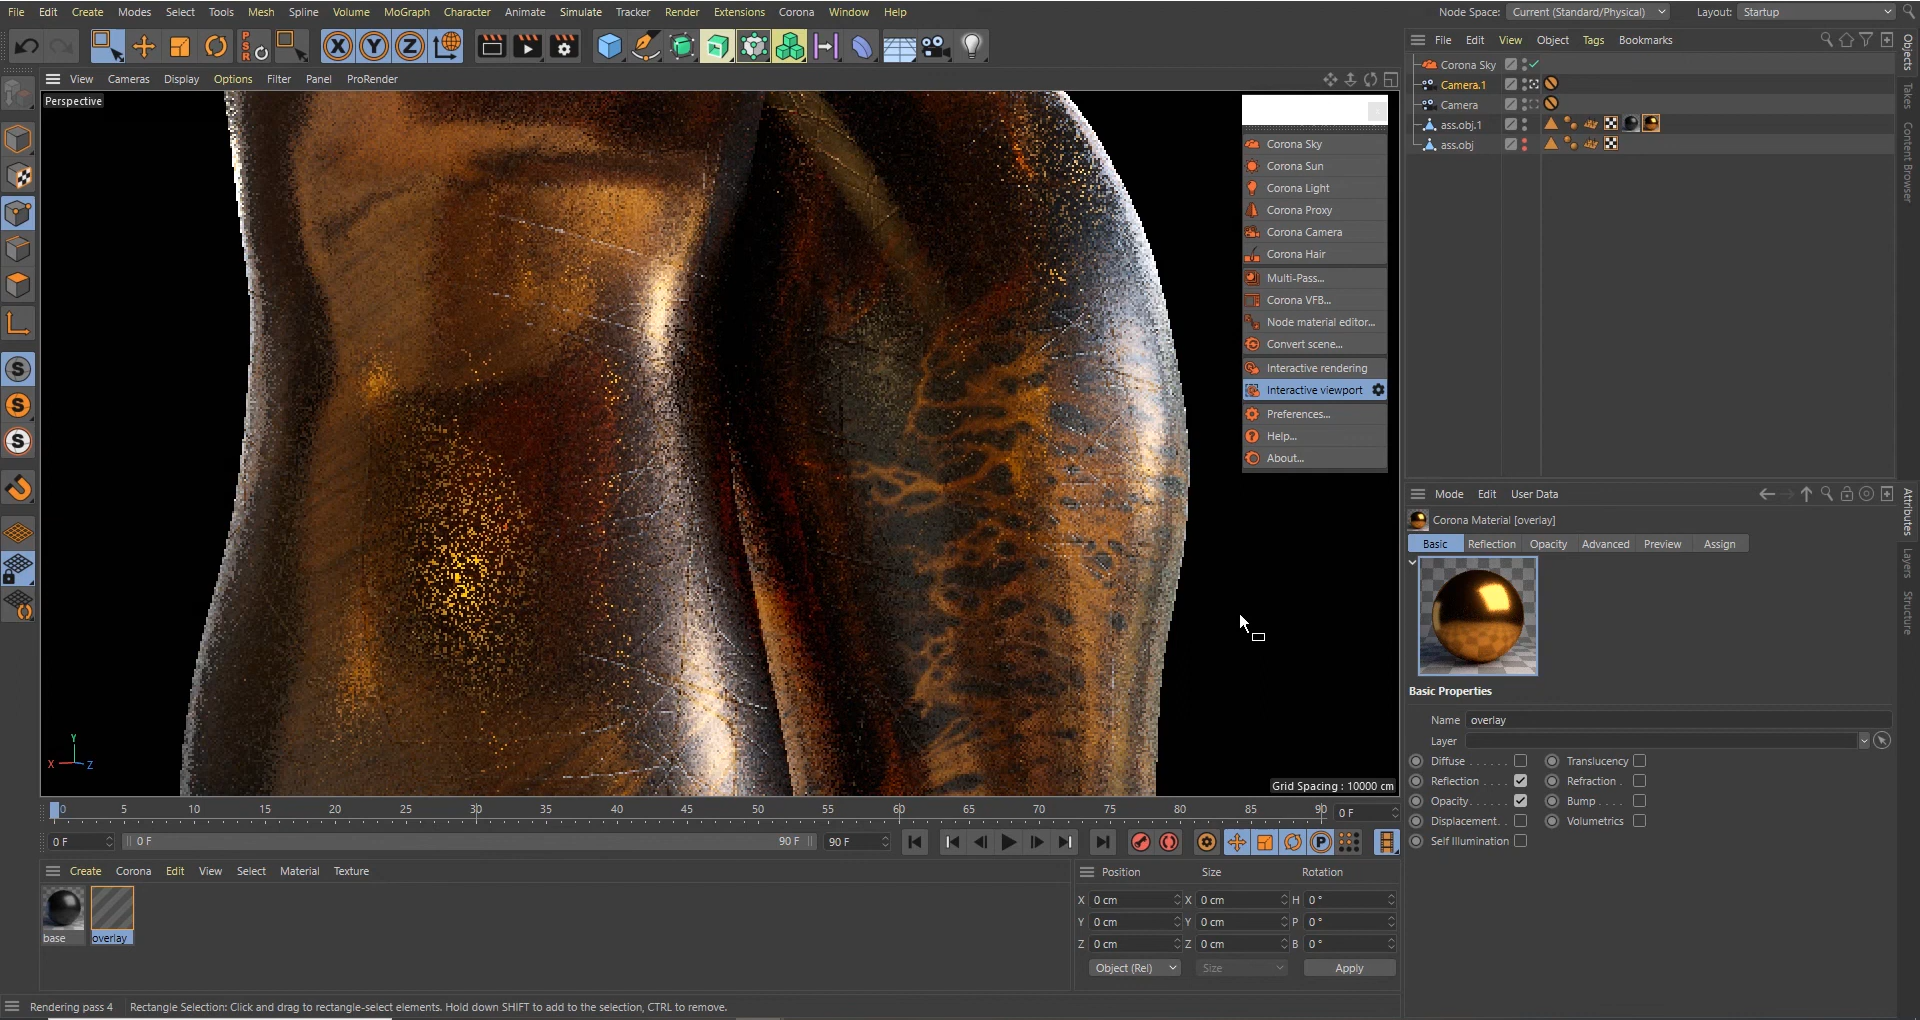 File Edit Create Modes Select Tools Mesh Spline Volume MoGraph Character Animate Simulate Tracker Render Extensions Corona Window Help Node Space: Current (Standard/Physical) Layout: Startup
PSR X Y Z
File Edit View Object Tags Bookmarks
View Cameras Display Options Filter Panel ProRender
Perspective
Corona Sky
Camera.1
Camera
ass.obj.1
ass.obj
Objects
Takes
Content Browser
Corona Sky
Corona Sun
Corona Light
Corona Proxy
Corona Camera
Corona Hair
Multi-Pass...
Corona VFB...
Node material editor...
Convert scene...
Interactive rendering
Interactive viewport
Preferences...
Help...
About...
S
S
S
Mode Edit User Data
Corona Material [overlay]
Basic Reflection Opacity Advanced Preview Assign
Attributes
Layers
Structure
Basic Properties
Name overlay
Layer
Diffuse . . . . . . Translucency
Reflection . . . . Refraction .
Opacity. . . . . . Bump . . . .
Displacement. . Volumetrics
Self Illumination
Y
X Z
Grid Spacing : 10000 cm
0 5 10 15 20 25 30 35 40 45 50 55 60 65 70 75 80 85 90 0 F
0 F 0 F 90 F 90 F P
Create Corona Edit View Select Material Texture
base overlay
Position Size Rotation
X 0 cm X 0 cm H 0 °
Y 0 cm Y 0 cm P 0 °
Z 0 cm Z 0 cm B 0 °
Object (Rel) Size Apply
Rendering pass 4 Rectangle Selection: Click and drag to rectangle-select elements. Hold down SHIFT to add to the selection, CTRL to remove.